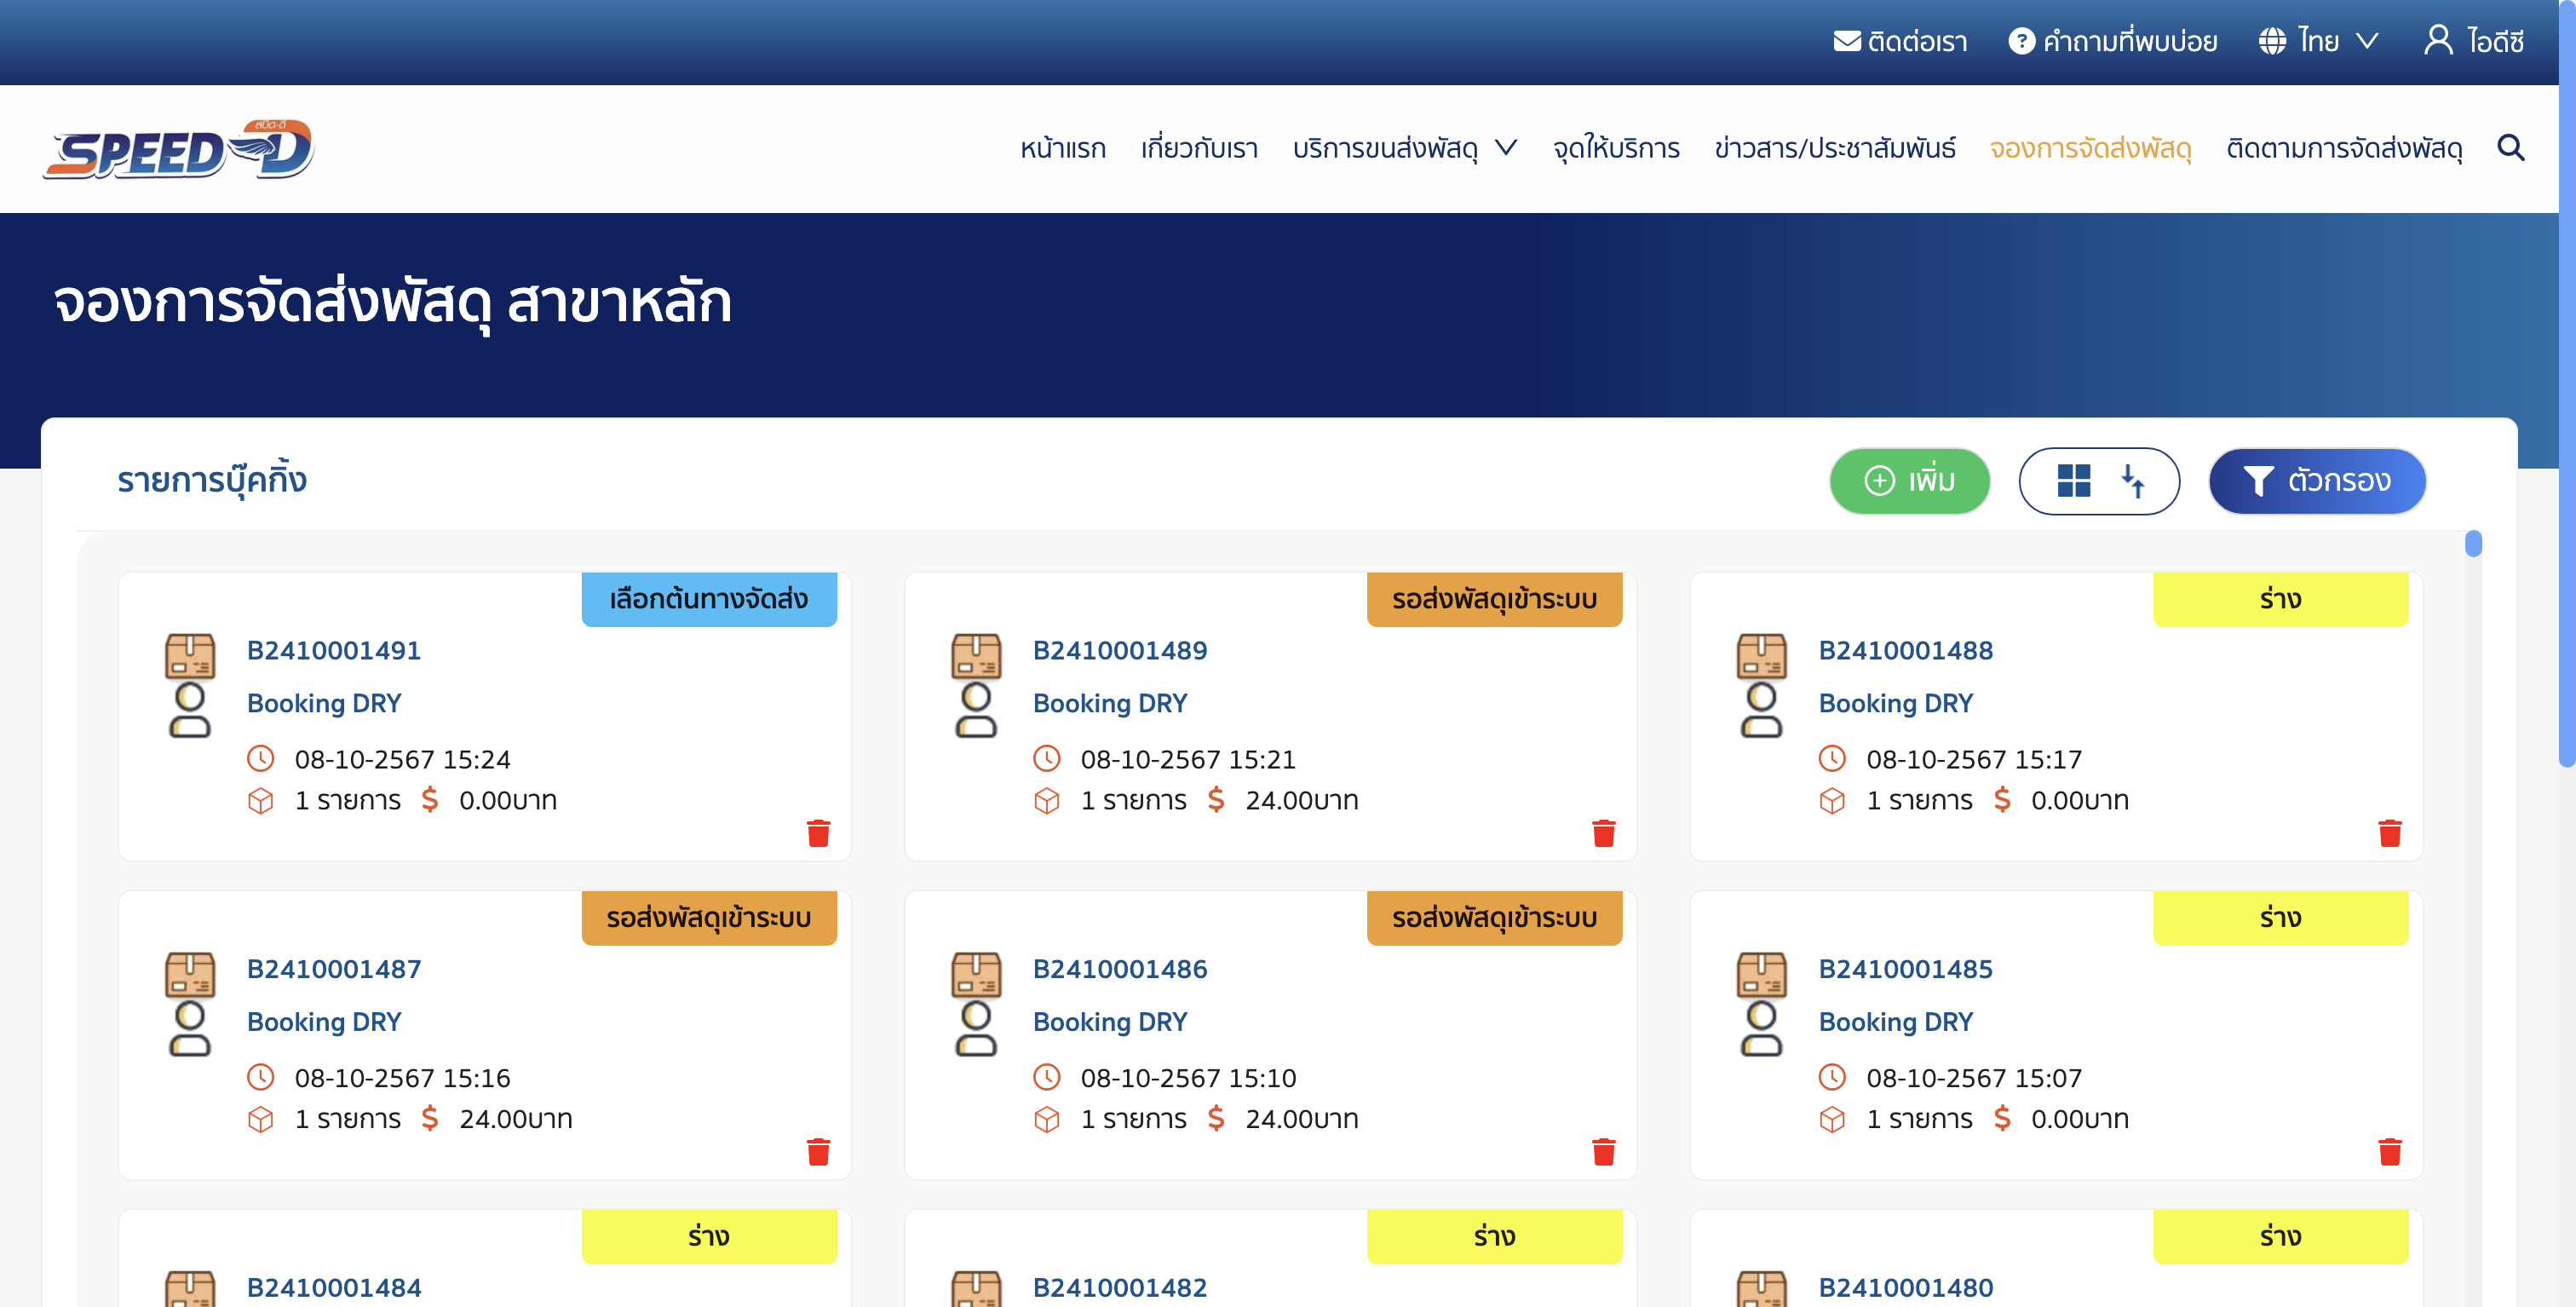 ติดต่อเรา คำถามที่พบบ่อย ไทย ไอดีซี
SPEED-D สปีด-ดี
หน้าแรก เกี่ยวกับเรา บริการขนส่งพัสดุ จุดให้บริการ ข่าวสาร/ประชาสัมพันธ์ จองการจัดส่งพัสดุ ติดตามการจัดส่งพัสดุ
จองการจัดส่งพัสดุ สาขาหลัก
รายการบุ๊คกิ้ง เพิ่ม ตัวกรอง
เลือกต้นทางจัดส่ง
B2410001491
Booking DRY
08-10-2567 15:24
1 รายการ $ 0.00บาท
รอส่งพัสดุเข้าระบบ
B2410001489
Booking DRY
08-10-2567 15:21
1 รายการ $ 24.00บาท
ร่าง
B2410001488
Booking DRY
08-10-2567 15:17
1 รายการ $ 0.00บาท
รอส่งพัสดุเข้าระบบ
B2410001487
Booking DRY
08-10-2567 15:16
1 รายการ $ 24.00บาท
รอส่งพัสดุเข้าระบบ
B2410001486
Booking DRY
08-10-2567 15:10
1 รายการ $ 24.00บาท
ร่าง
B2410001485
Booking DRY
08-10-2567 15:07
1 รายการ $ 0.00บาท
ร่าง
B2410001484
ร่าง
B2410001482
ร่าง
B2410001480